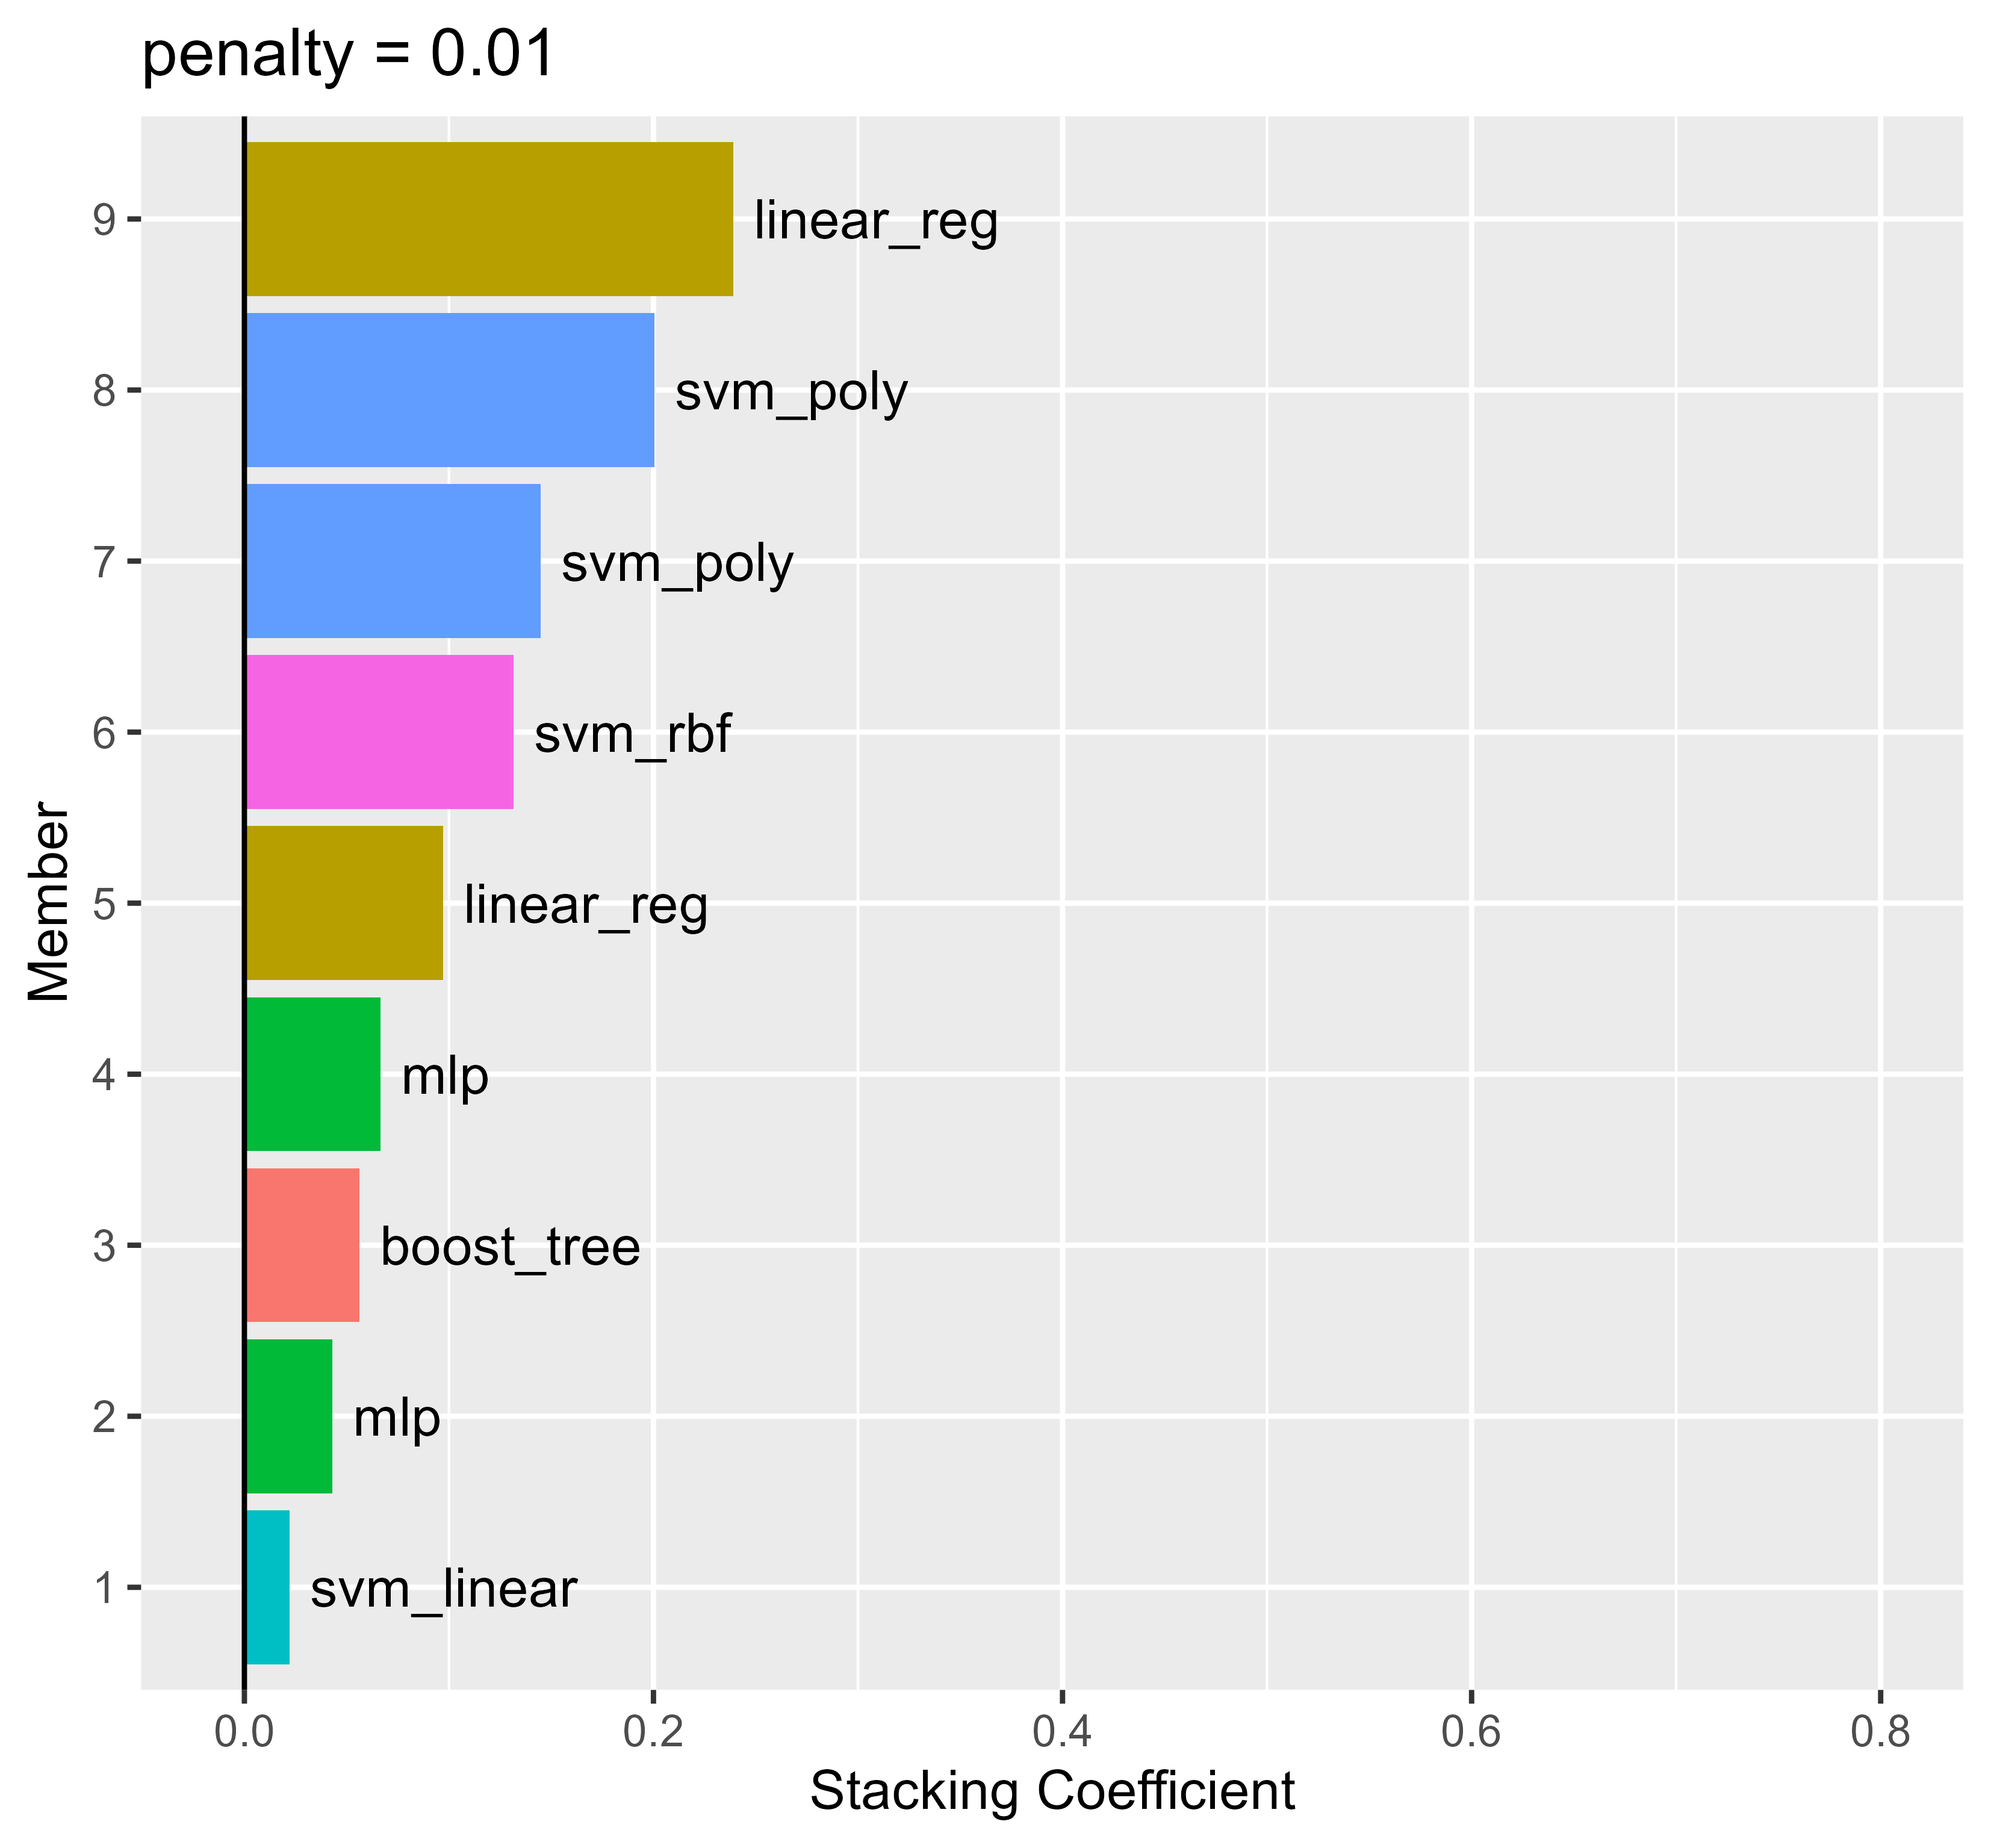 penalty = 0.01
9
linear_reg
8
svm_poly
7
svm_poly
6
svm_rbf
5
linear_reg
4
mlp
3
boost_tree
2
mlp
1
svm_linear
Member
0.0 0.2 0.4 0.6 0.8
Stacking Coefficient